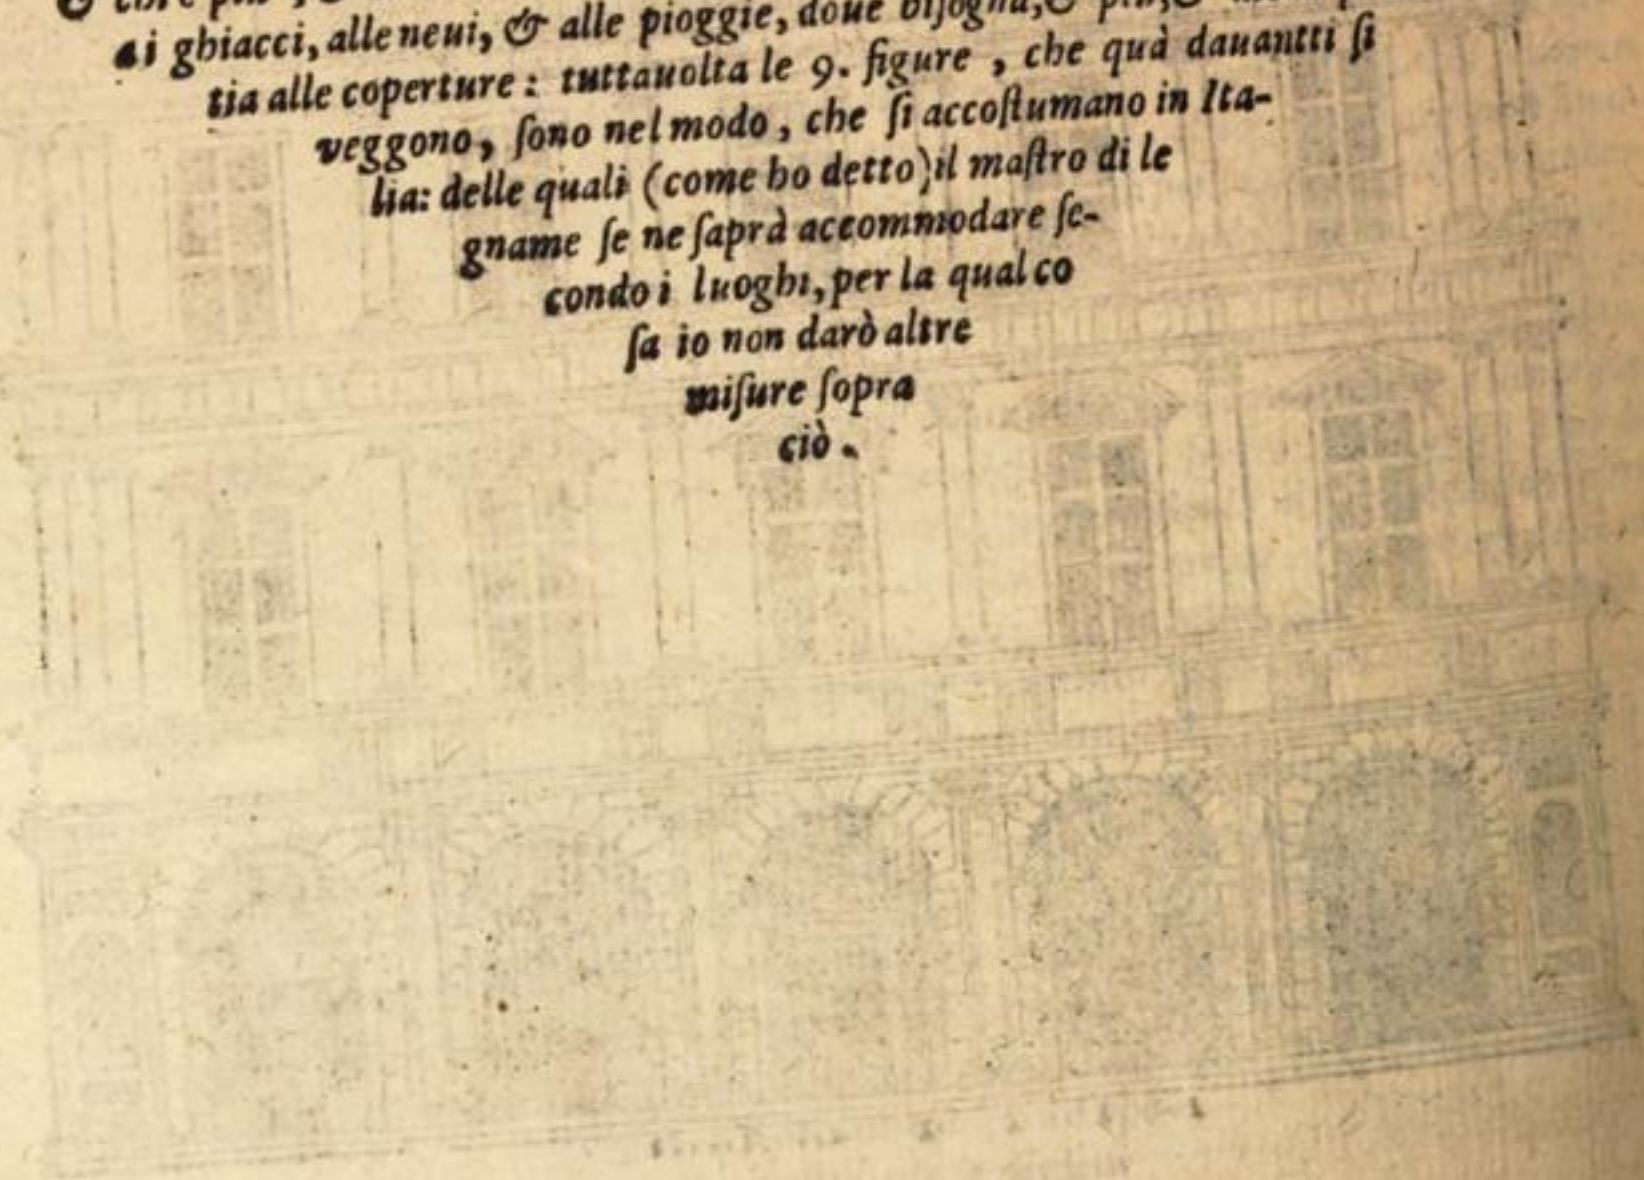 ai ghiacci, alle neui, & alle pioggie, doue bisogna, &
tia alle coperture: tuttauolta le 9. figure, che quà dauantti ſi
veggono, ſono nel modo, che ſi accoſtumano in Ita-
lia: delle quali (come ho detto) il maſtro di le
gname ſe ne ſaprà accommodare ſe-
condo i luoghi, per la qual co
ſa io non darò altre
miſure ſopra
ciò.